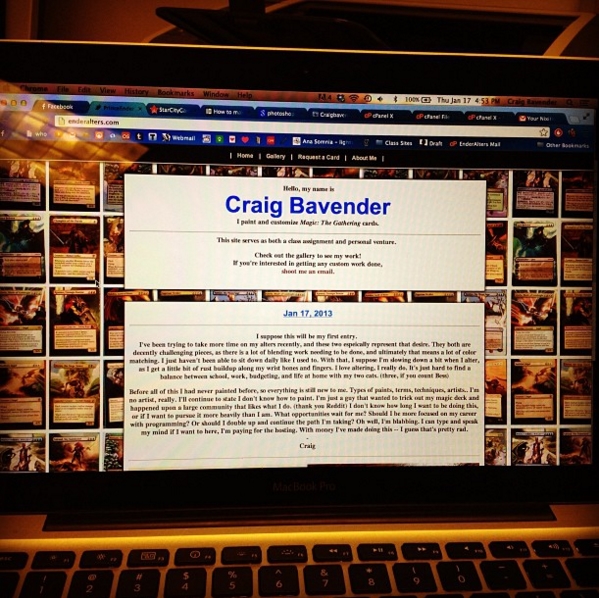 Chrome File Edit View History Bookmarks Window Help 100% Thu Jan 17 4:53 PM Craig Bavender
Facebook StarCityGa How to m photosho Craigbave cPanel X cPanel File cPanel X Your Nee
enderalters.com
who t T Webmail Ana Somnia – light Class Sites Draft EnderAlters Mail Other Bookmarks
| Home | Gallery | Request a Card | About Me |
Hello, my name is
Craig Bavender
I paint and customize Magic: The Gathering cards.
This site serves as both a class assignment and personal venture.
Check out the gallery to see my work!
If you're interested in getting any custom work done,
shoot me an email.
Jan 17, 2013
I suppose this will be my first entry.
I've been trying to take more time on my alters recently, and these two espeically represent that desire. They both are
decently challenging pieces, as there is a lot of blending work needing to be done, and ultimately that means a lot of color
matching. I just haven't been able to sit down daily like I used to. With that, I suppose I'm slowing down a bit when I alter,
as I get a little bit of rust buildup along my wrist bones and fingers. I love altering, I really do. It's just hard to find a
balance between school, work, budgeting, and life at home with my two cats. (three, if you count Bess)
Before all of this I had never painted before, so everything is still new to me. Types of paints, terms, techniques, artists.. I'm
no artist, really. I'll continue to state I don't know how to paint. I'm just a guy that wanted to trick out my magic deck and
happened upon a large community that likes what I do. (thank you Reddit) I don't know how long I want to be doing this,
or if I want to pursue it more heavily than I am. What opportunities wait for me? Should I be more focused on my career
with programming? Or should I double up and continue the path I'm taking? Oh well, I'm blabbing. I can type and speak
my mind if I want to here, I'm paying for the hosting. With money I've made doing this -- I guess that's pretty rad.
-
Craig
MacBook Pro